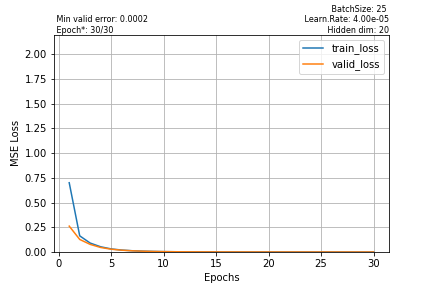 Min valid error: 0.0002
Epoch*: 30/30
BatchSize: 25
Learn.Rate: 4.00e-05
Hidden dim: 20
train_loss
valid_loss
2.00
1.75
1.50
1.25
1.00
0.75
0.50
0.25
0.00
MSE Loss
0 5 10 15 20 25 30
Epochs